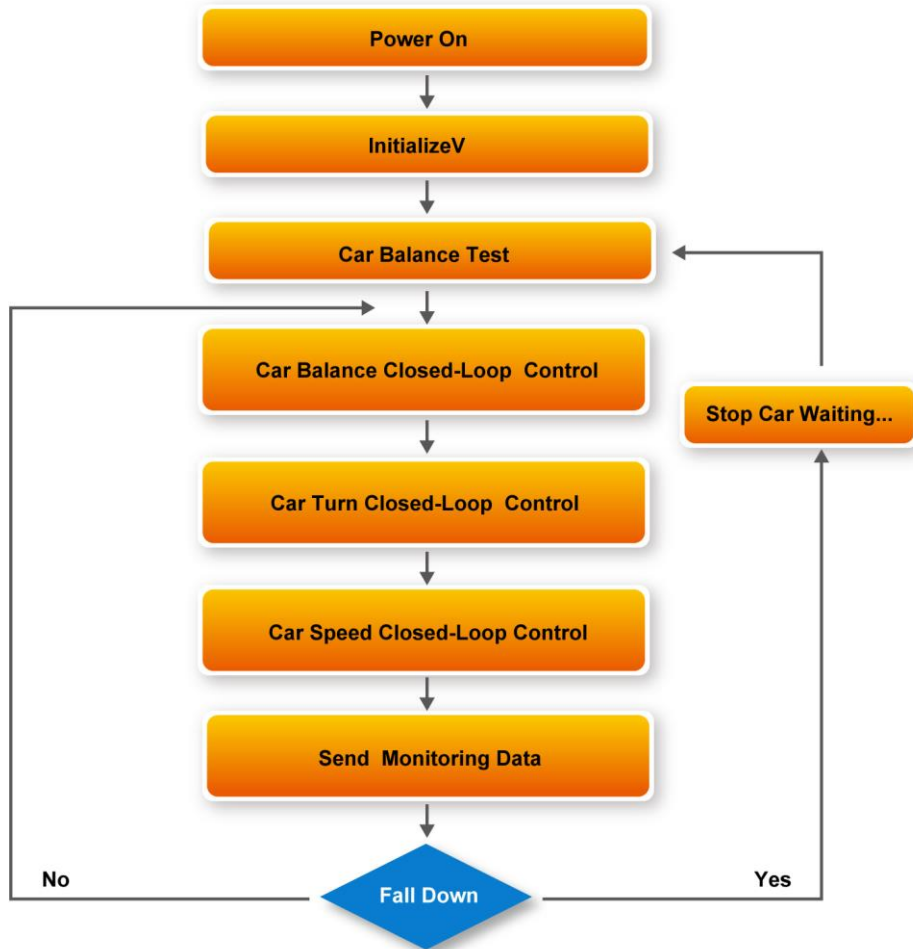 Power On
InitializeV
Car Balance Test
Car Balance Closed-Loop  Control
Stop Car Waiting...
Car Turn Closed-Loop  Control
Car Speed Closed-Loop Control
Send  Monitoring Data
No
Yes
Fall Down